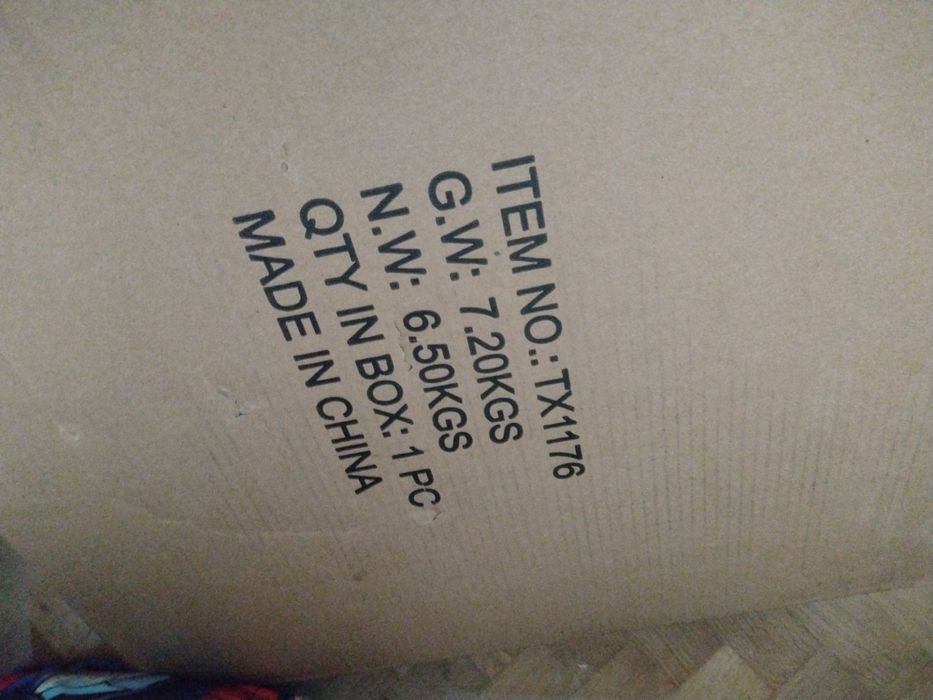 ITEM NO.: TX1176
G.W: 7.20KGS
N.W: 6.50KGS
QTY IN BOX: 1 PC
MADE IN CHINA